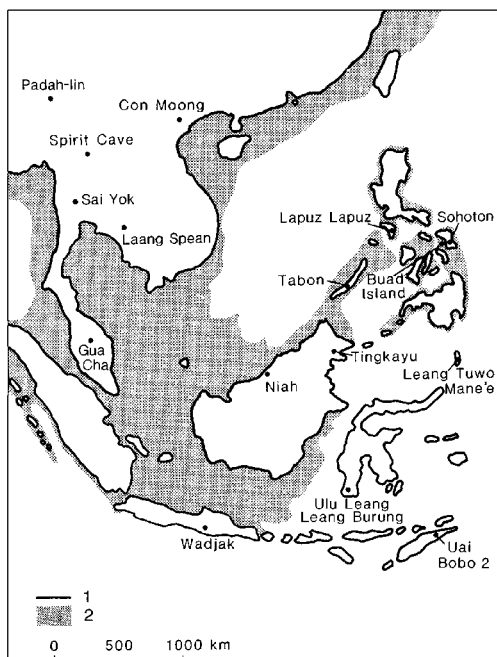 Padah-lin
Con Moong
Spirit Cave
Sai Yok
Laang Spean
Lapuz Lapuz
Sohoton
Tabon
Buad
Island
Gua
Cha
Niah
Tingkayu
Leang Tuwo
Mane'e
Ulu Leang
Leang Burung
Wadjak
Uai
Bobo 2
1
2
0 500 1000 km